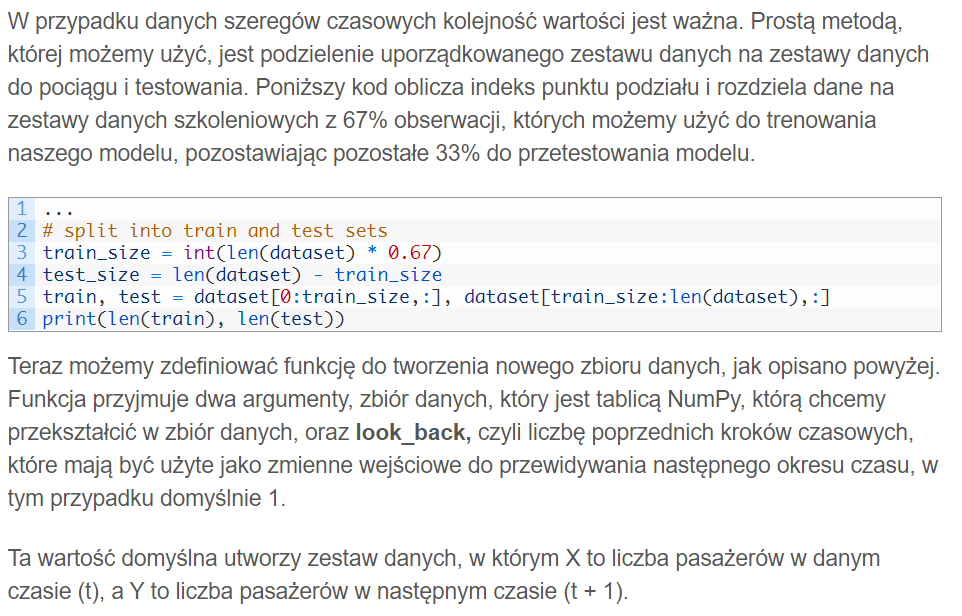 W przypadku danych szeregów czasowych kolejność wartości jest ważna. Prostą metodą,
której możemy użyć, jest podzielenie uporządkowanego zestawu danych na zestawy danych
do pociągu i testowania. Poniższy kod oblicza indeks punktu podziału i rozdziela dane na
zestawy danych szkoleniowych z 67% obserwacji, których możemy użyć do trenowania
naszego modelu, pozostawiając pozostałe 33% do przetestowania modelu.
1 ...
2 # split into train and test sets
3 train_size = int(len(dataset) * 0.67)
4 test_size = len(dataset) - train_size
5 train, test = dataset[0:train_size,:], dataset[train_size:len(dataset),:]
6 print(len(train), len(test))
Teraz możemy zdefiniować funkcję do tworzenia nowego zbioru danych, jak opisano powyżej.
Funkcja przyjmuje dwa argumenty, zbiór danych, który jest tablicą NumPy, którą chcemy
przekształcić w zbiór danych, oraz look_back, czyli liczbę poprzednich kroków czasowych,
które mają być użyte jako zmienne wejściowe do przewidywania następnego okresu czasu, w
tym przypadku domyślnie 1.
Ta wartość domyślna utworzy zestaw danych, w którym X to liczba pasażerów w danym
czasie (t), a Y to liczba pasażerów w następnym czasie (t + 1).